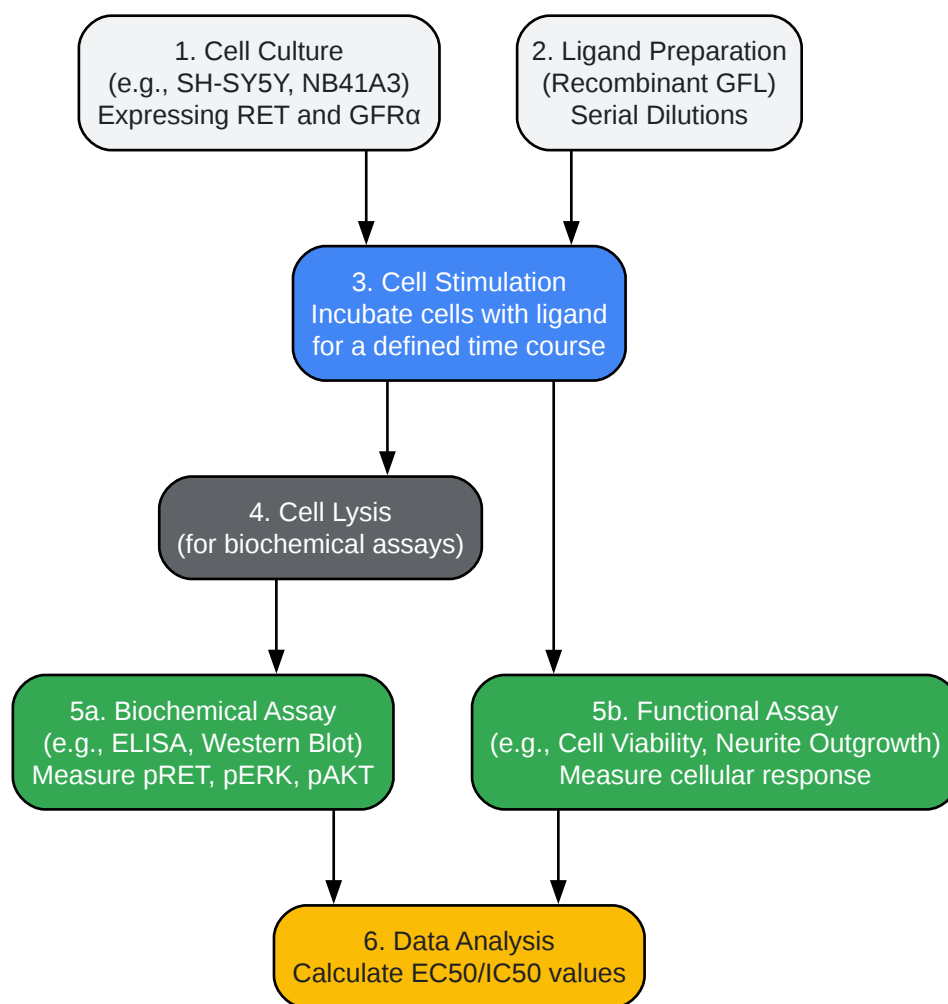 1. Cell Culture
(e.g., SH-SY5Y, NB41A3)
Expressing RET and GFRα
2. Ligand Preparation
(Recombinant GFL)
Serial Dilutions
3. Cell Stimulation
Incubate cells with ligand
for a defined time course
4. Cell Lysis
(for biochemical assays)
5a. Biochemical Assay
(e.g., ELISA, Western Blot)
Measure pRET, pERK, pAKT
5b. Functional Assay
(e.g., Cell Viability, Neurite Outgrowth)
Measure cellular response
6. Data Analysis
Calculate EC50/IC50 values